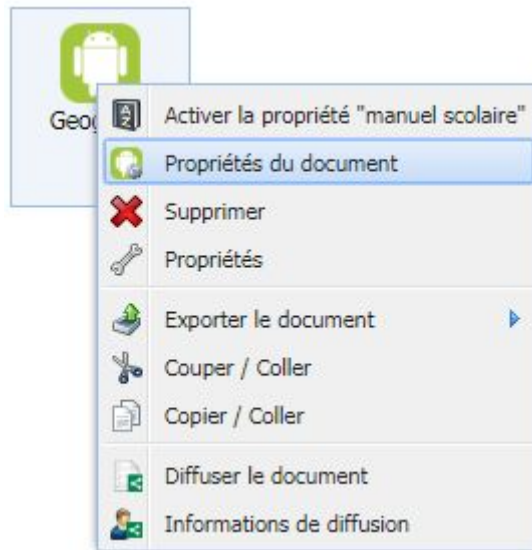 Geog
Activer la propriété "manuel scolaire"
Propriétés du document
Supprimer
Propriétés
Exporter le document
Couper / Coller
Copier / Coller
Diffuser le document
Informations de diffusion